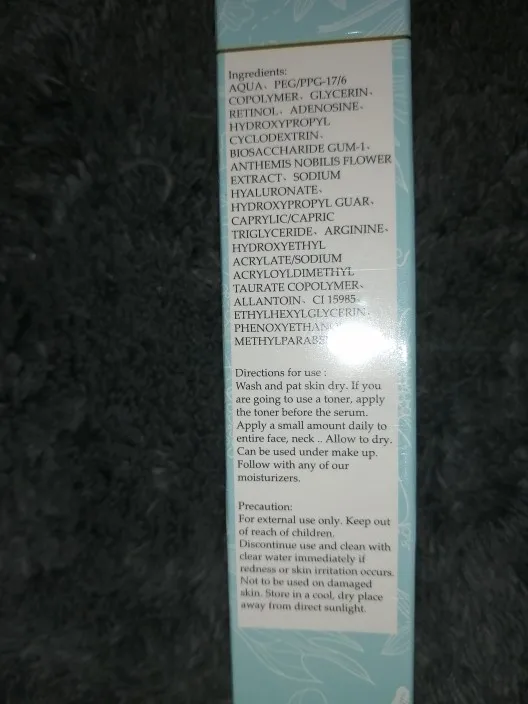 Ingredients:
AQUA、PEG/PPG-17/6
COPOLYMER、GLYCERIN、
RETINOL、ADENOSINE、
HYDROXYPROPYL
CYCLODEXTRIN、
BIOSACCHARIDE GUM-1、
ANTHEMIS NOBILIS FLOWER
EXTRACT、SODIUM
HYALURONATE、
HYDROXYPROPYL GUAR、
CAPRYLIC/CAPRIC
TRIGLYCERIDE、ARGININE、
HYDROXYETHYL
ACRYLATE/SODIUM
ACRYLOYLDIMETHYL
TAURATE COPOLYMER、
ALLANTOIN、CI 15985、
ETHYLHEXYLGLYCERIN、
Directions for use :
Wash and pat skin dry. If you
are going to use a toner, apply
the toner before the serum.
Apply a small amount daily to
entire face, neck .. Allow to dry.
Can be used under make up.
Follow with any of our
moisturizers.
Precaution:
For external use only. Keep out
of reach of children.
Discontinue use and clean with
clear water immediately if
redness or skin irritation occurs.
Not to be used on damaged
skin. Store in a cool, dry place
away from direct sunlight.